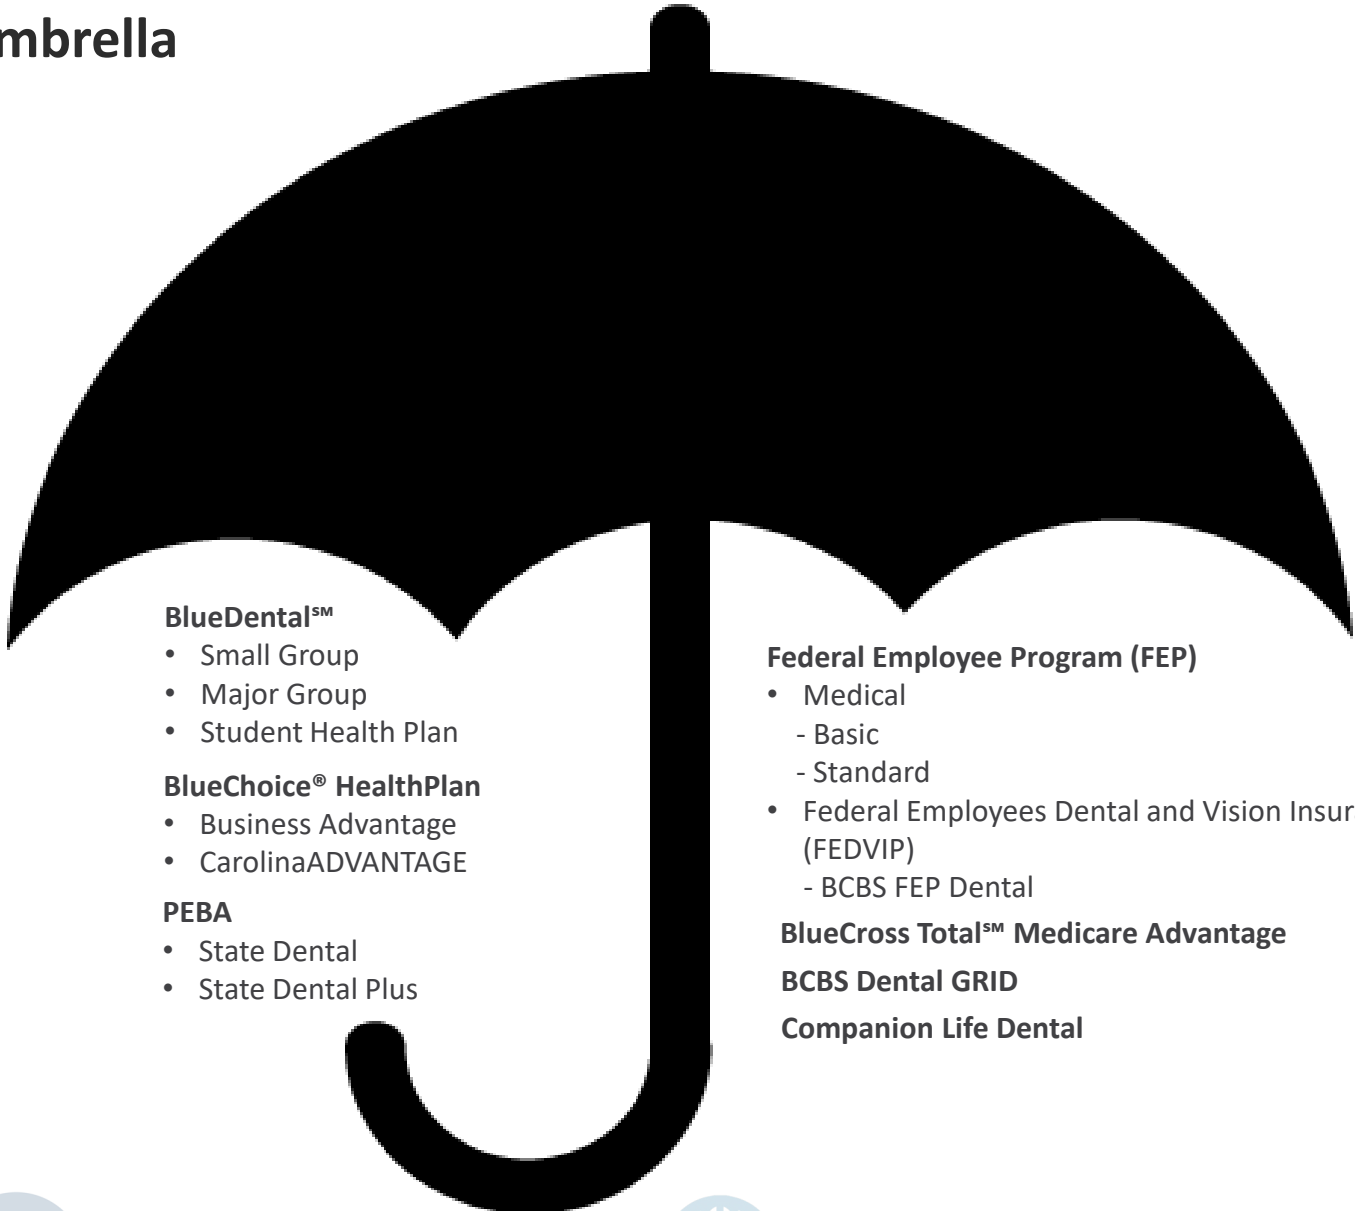 mbrella
BlueDental℠
• Small Group
• Major Group
• Student Health Plan
BlueChoice® HealthPlan
• Business Advantage
• CarolinaADVANTAGE
PEBA
• State Dental
• State Dental Plus
Federal Employee Program (FEP)
• Medical
- Basic
- Standard
• Federal Employees Dental and Vision Insur
(FEDVIP)
- BCBS FEP Dental
BlueCross Total℠ Medicare Advantage
BCBS Dental GRID
Companion Life Dental